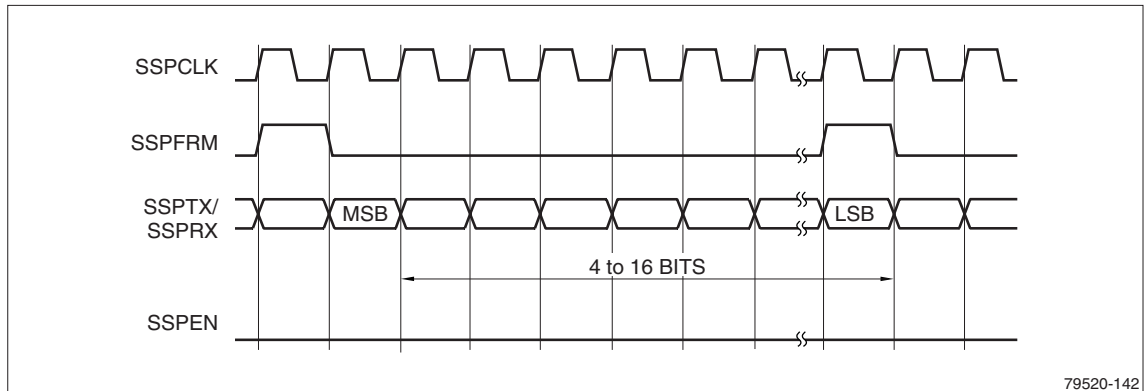 SSPCLK
SSPFRM
SSPTX/
SSPRX
MSB
LSB
4 to 16 BITS
SSPEN
79520-142